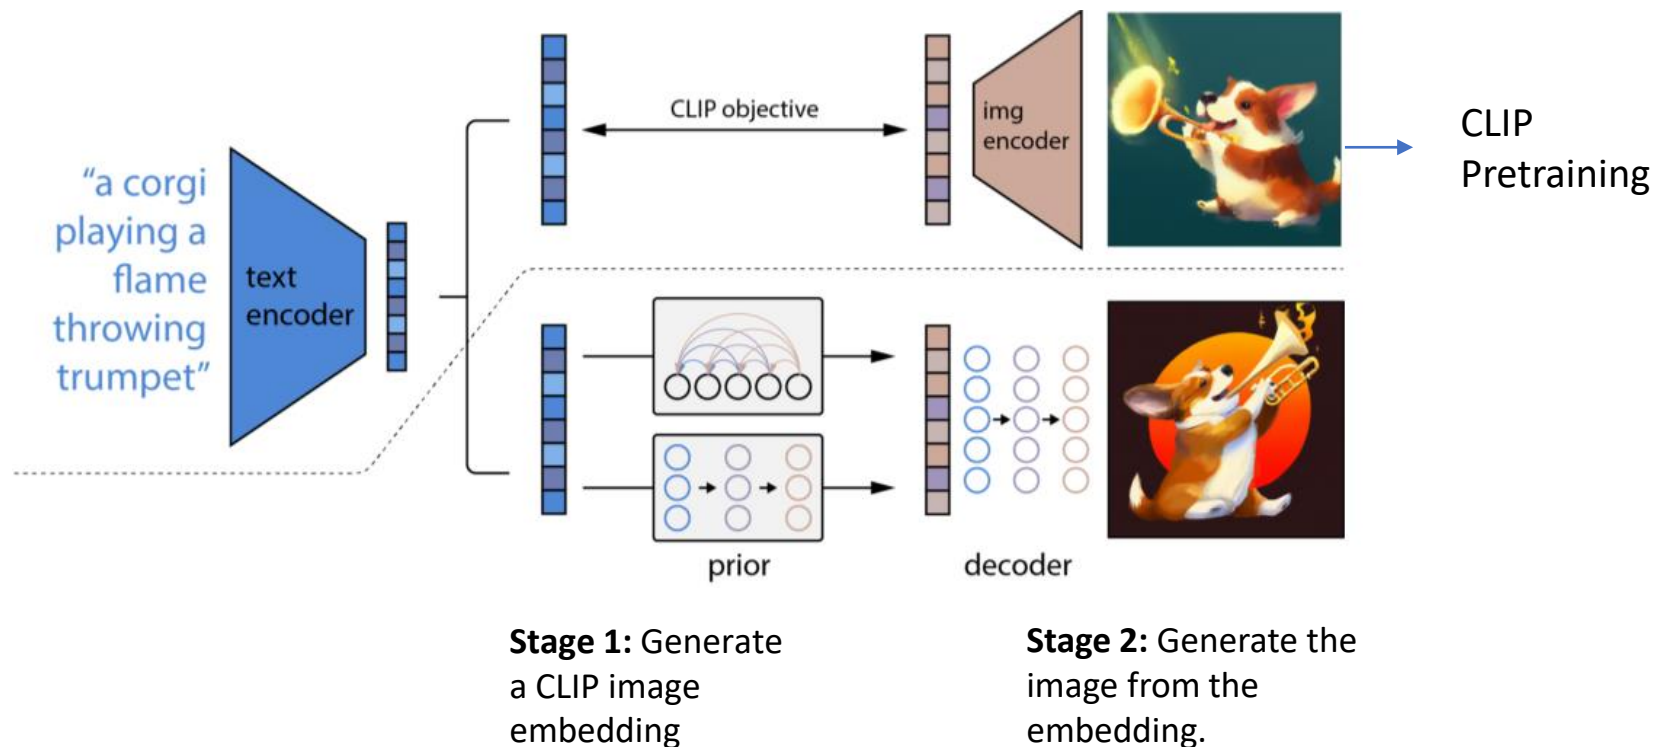 “a corgi
playing a
flame
throwing
trumpet”
text
encoder
CLIP objective
img
encoder
CLIP
Pretraining
prior
decoder
Stage 1: Generate
a CLIP image
embedding
Stage 2: Generate the
image from the
embedding.